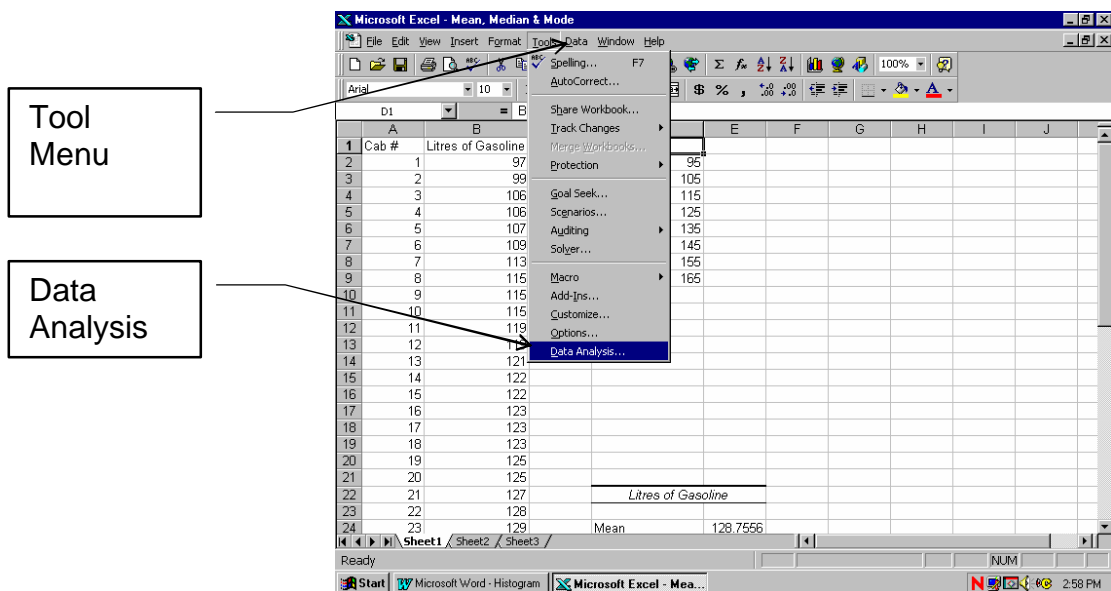 Microsoft Excel - Mean, Median & Mode
File Edit View Insert Format Tools Data Window Help
100%
Arial 10 $ % ,
D1 = B
A B E F G H I J
Tool
Menu
Data
Analysis
Spelling... F7
AutoCorrect...
Share Workbook...
Track Changes
Merge Workbooks...
Protection
Goal Seek...
Scenarios...
Auditing
Solver...
Macro
Add-Ins...
Customize...
Options...
Data Analysis...
1 Cab # Litres of Gasoline
2 1 97 95
3 2 99 105
4 3 106 115
5 4 106 125
6 5 107 135
7 6 109 145
8 7 113 155
9 8 115 165
10 9 115
11 10 115
12 11 119
13 12
14 13 121
15 14 122
16 15 122
17 16 123
18 17 123
19 18 123
20 19 125
21 20 125
22 21 127 Litres of Gasoline
23 22 128
24 23 129 Mean 128.7556
Sheet1 Sheet2 Sheet3
Ready NUM
Start Microsoft Word - Histogram Microsoft Excel - Mea... 2:58 PM